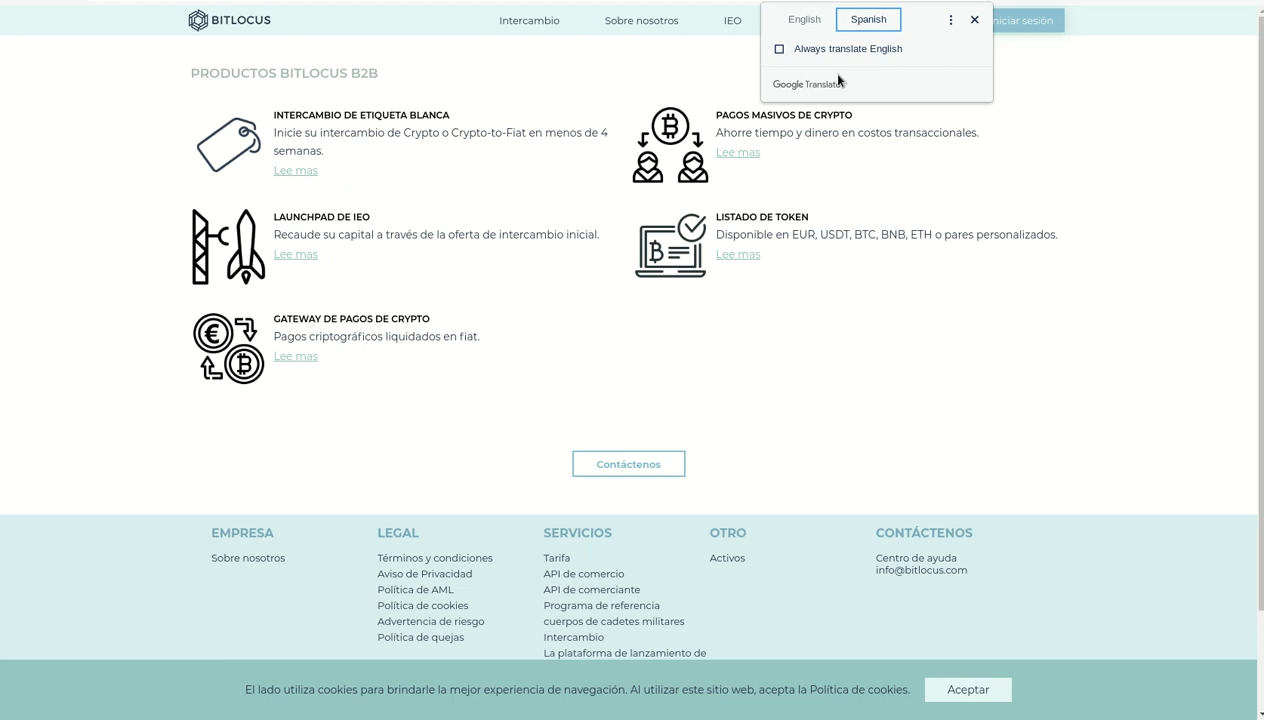 BITLOCUS
Intercambio
Sobre nosotros
IEO
English
Spanish
niciar sesión
Always translate English
Google Translate
PRODUCTOS BITLOCUS B2B
INTERCAMBIO DE ETIQUETA BLANCA
Inicie su intercambio de Crypto o Crypto-to-Fiat en menos de 4
semanas.
Lee mas
PAGOS MASIVOS DE CRYPTO
Ahorre tiempo y dinero en costos transaccionales.
Lee mas
LAUNCHPAD DE IEO
Recaude su capital a través de la oferta de intercambio inicial.
Lee mas
LISTADO DE TOKEN
Disponible en EUR, USDT, BTC, BNB, ETH o pares personalizados.
Lee mas
GATEWAY DE PAGOS DE CRYPTO
Pagos criptográficos liquidados en fiat.
Lee mas
Contáctenos
EMPRESA
Sobre nosotros
LEGAL
Términos y condiciones
Aviso de Privacidad
Política de AML
Política de cookies
Advertencia de riesgo
Política de quejas
SERVICIOS
Tarifa
API de comercio
API de comerciante
Programa de referencia
cuerpos de cadetes militares
Intercambio
La plataforma de lanzamiento de
OTRO
Activos
CONTÁCTENOS
Centro de ayuda
info@bitlocus.com
El lado utiliza cookies para brindarle la mejor experiencia de navegación. Al utilizar este sitio web, acepta la Política de cookies.
Aceptar